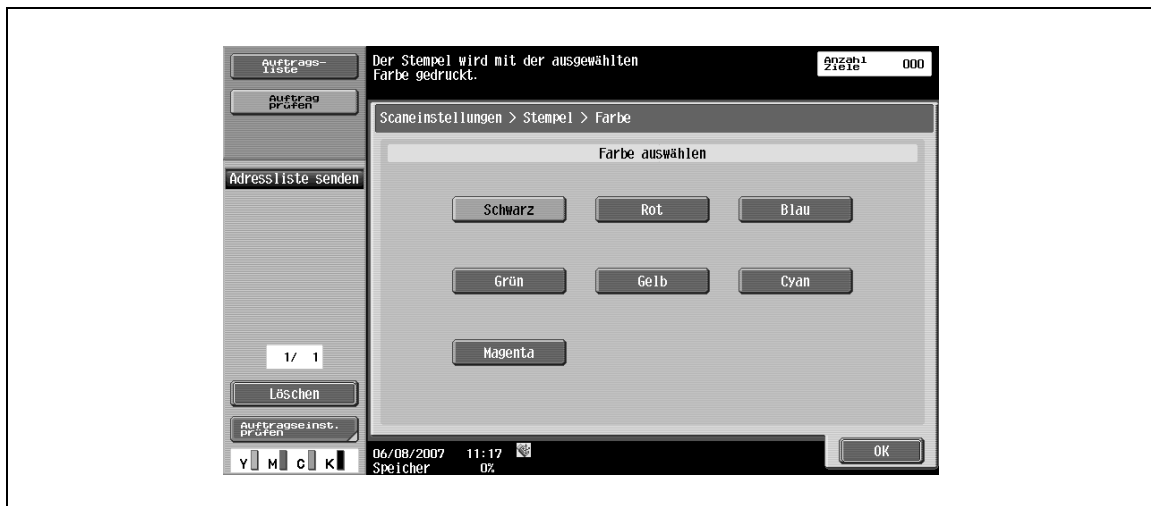 Auftrags-
liste
Auftrag
prüfen
Adressliste senden
1/ 1
Löschen
Auftragseinst.
prüfen
Y M C K
Der Stempel wird mit der ausgewählten
Farbe gedruckt.
Anzahl
Ziele 000
Scaneinstellungen > Stempel > Farbe
Farbe auswählen
Schwarz Rot Blau
Grün Gelb Cyan
Magenta
06/08/2007 11:17
Speicher 0%
OK